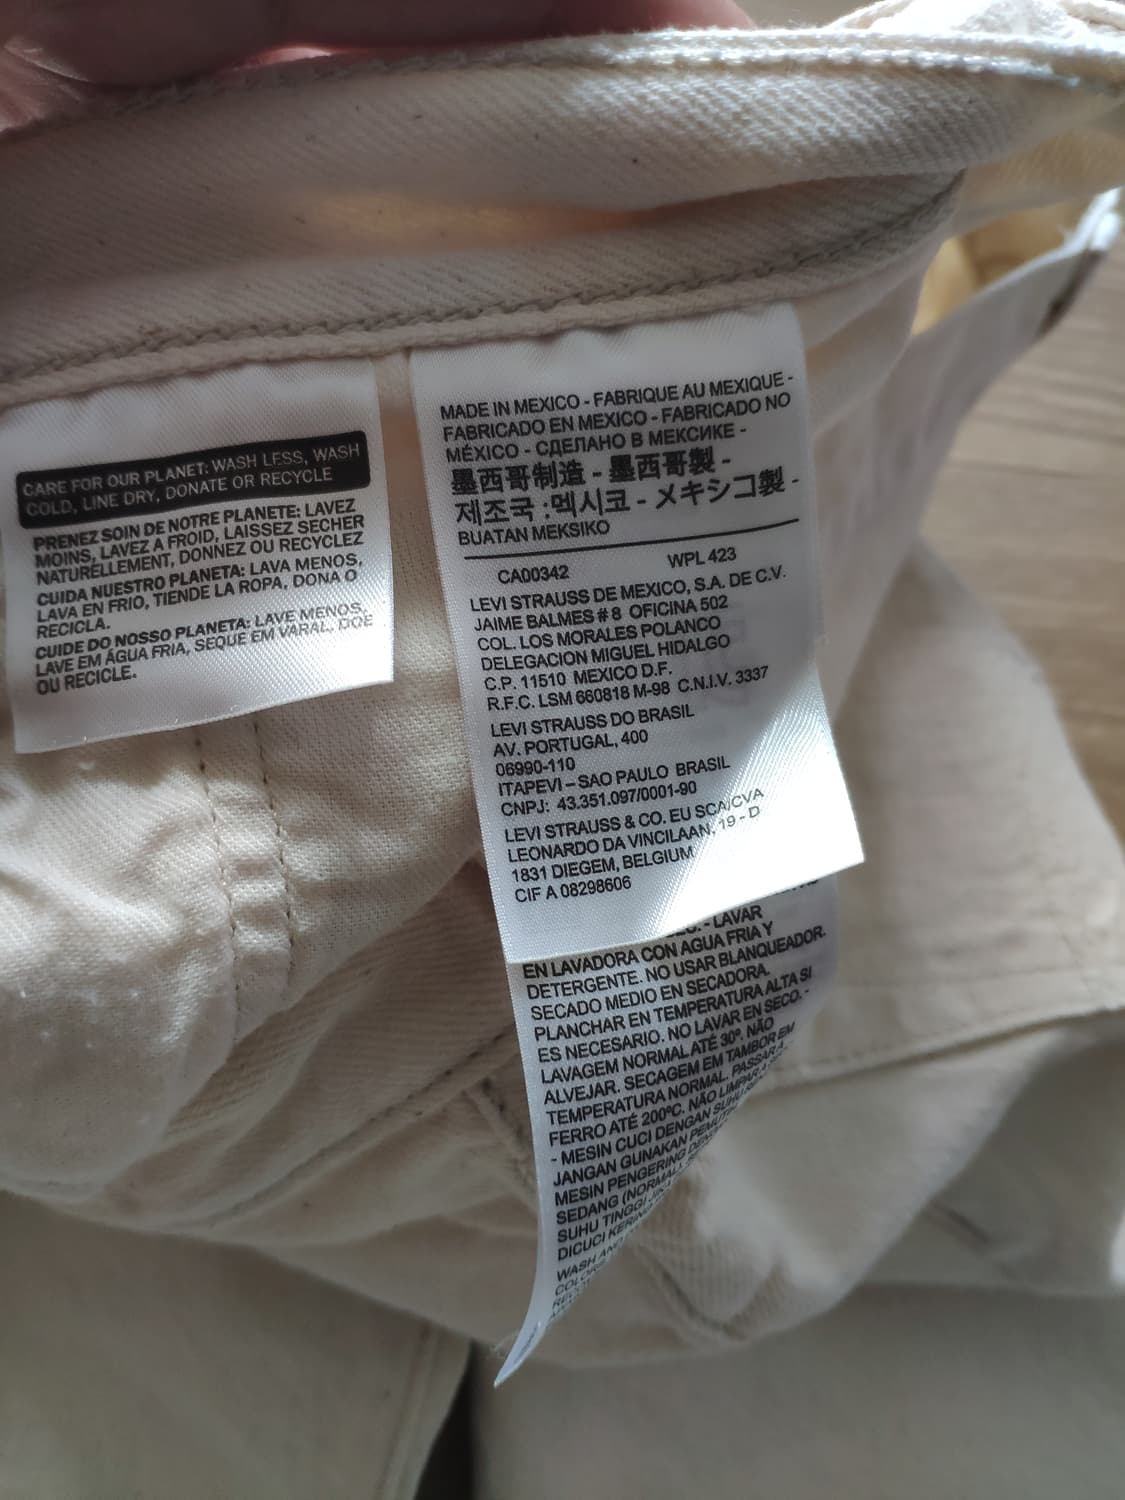 CARE FOR OUR PLANET: WASH LESS, WASH
COLD, LINE DRY, DONATE OR RECYCLE
PRENEZ SOIN DE NOTRE PLANETE: LAVEZ
MOINS, LAVEZ A FROID, LAISSEZ SECHER
NATURELLEMENT, DONNEZ OU RECYCLEZ
CUIDA NUESTRO PLANETA: LAVA MENOS,
LAVA EN FRIO, TIENDE LA ROPA, DONA O
RECICLA.
CUIDE DO NOSSO PLANETA: LAVE MENOS,
LAVE EM ÁGUA FRIA, SEQUE EM VARAL, DOE
OU RECICLE.
MADE IN MEXICO - FABRIQUE AU MEXIQUE -
FABRICADO EN MEXICO - FABRICADO NO
MÉXICO - СДЕЛАНО В МЕКСИКЕ -
墨西哥制造 - 墨西哥製 -
제조국 :멕시코 - メキシコ製 -
BUATAN MEKSIKO
CA00342 WPL 423
LEVI STRAUSS DE MEXICO, S.A. DE C.V.
JAIME BALMES # 8 OFICINA 502
COL. LOS MORALES POLANCO
DELEGACION MIGUEL HIDALGO
C.P. 11510 MEXICO D.F.
R.F.C. LSM 660818 M-98 C.N.I.V. 3337
LEVI STRAUSS DO BRASIL
AV. PORTUGAL, 400
06990-110
ITAPEVI – SAO PAULO BRASIL
CNPJ: 43.351.097/0001-90
LEVI STRAUSS & CO. EU SCA/CVA
LEONARDO DA VINCILAAN, 19 - D
1831 DIEGEM, BELGIUM
CIF A 08298606
- LAVAR
EN LAVADORA CON AGUA FRIA Y
DETERGENTE. NO USAR BLANQUEADOR.
SECADO MEDIO EN SECADORA.
PLANCHAR EN TEMPERATURA ALTA SI
ES NECESARIO. NO LAVAR EN SECO. -
LAVAGEM NORMAL ATÉ 30º. NÃO
ALVEJAR. SECAGEM EM TAMBOR EM
TEMPERATURA NORMAL. PASSAR A
FERRO ATÉ 200ºC. NÃO LIMPAR A
- MESIN CUCI DENGAN SUHU
JANGAN GUNAKAN
MESIN PENGERING
SEDANG (NORMAL).
SUHU TINGGI
DICUCI
WASH AND